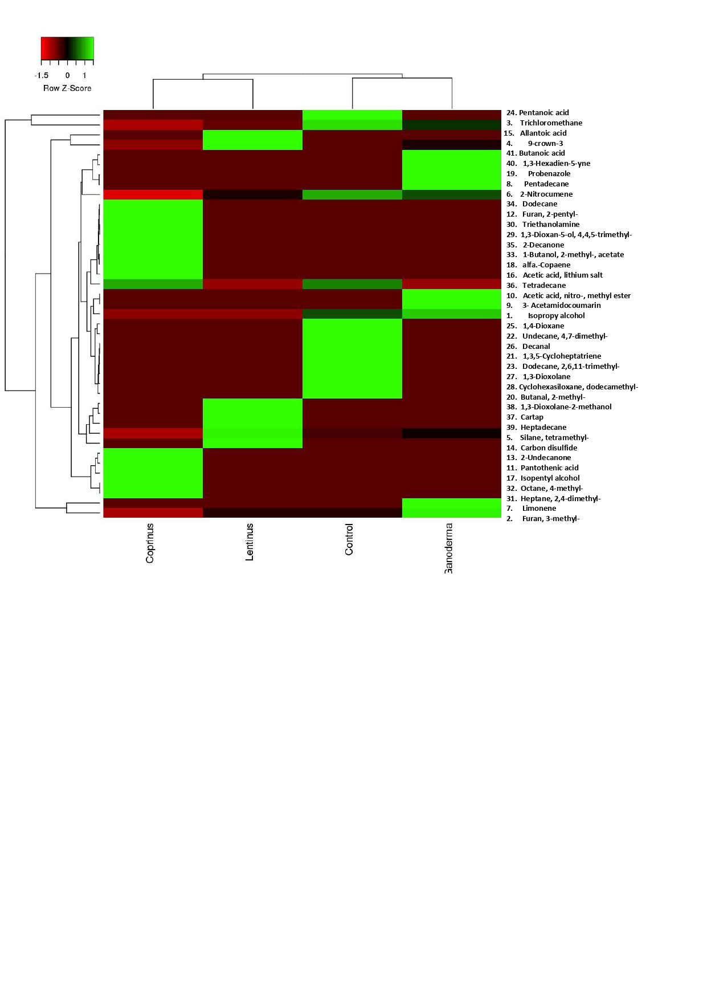 -1.5 0 1
Row Z-Score
24. Pentanoic acid
3. Trichloromethane
15. Allantoic acid
4. 9-crown-3
41. Butanoic acid
40. 1,3-Hexadien-5-yne
19. Probenazole
8. Pentadecane
6. 2-Nitrocumene
34. Dodecane
12. Furan, 2-pentyl-
30. Triethanolamine
29. 1,3-Dioxan-5-ol, 4,4,5-trimethyl-
35. 2-Decanone
33. 1-Butanol, 2-methyl-, acetate
18. alfa.-Copaene
16. Acetic acid, lithium salt
36. Tetradecane
10. Acetic acid, nitro-, methyl ester
9. 3- Acetamidocoumarin
1. Isopropy alcohol
25. 1,4-Dioxane
22. Undecane, 4,7-dimethyl-
26. Decanal
21. 1,3,5-Cycloheptatriene
23. Dodecane, 2,6,11-trimethyl-
27. 1,3-Dioxolane
28. Cyclohexasiloxane, dodecamethyl-
20. Butanal, 2-methyl-
38. 1,3-Dioxolane-2-methanol
37. Cartap
39. Heptadecane
5. Silane, tetramethyl-
14. Carbon disulfide
13. 2-Undecanone
11. Pantothenic acid
17. Isopentyl alcohol
32. Octane, 4-methyl-
31. Heptane, 2,4-dimethyl-
7. Limonene
2. Furan, 3-methyl-
Coprinus
Lentinus
Control
Ganoderma